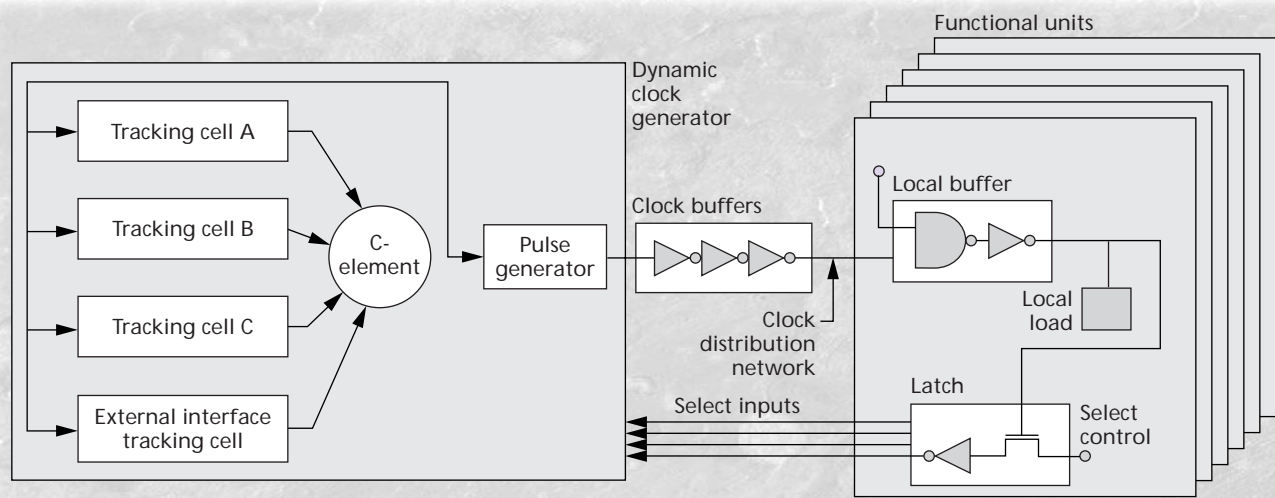 Functional units
Dynamic
clock
generator
Tracking cell A
Tracking cell B
Tracking cell C
External interface
tracking cell
C-
element
Pulse
generator
Clock buffers
Clock
distribution
network
Select inputs
Local buffer
Local
load
Latch
Select
control